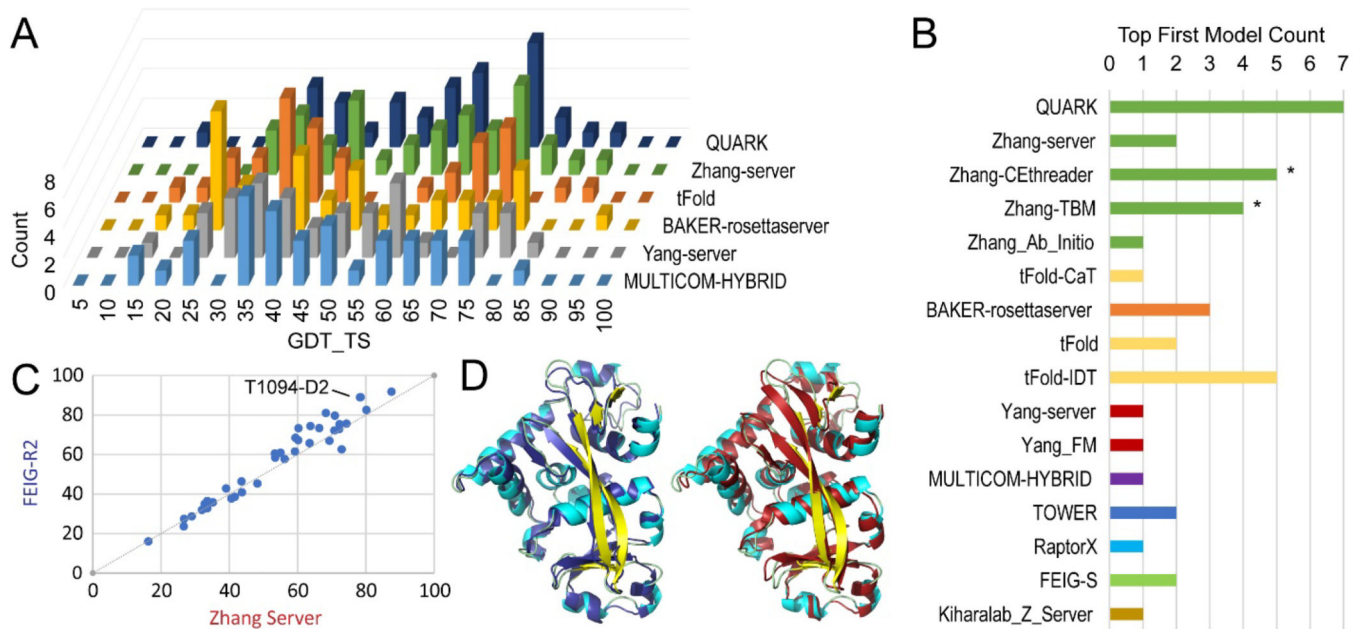 A
QUARK
Zhang-server
tFold
BAKER-rosettaserver
Yang-server
MULTICOM-HYBRID
8
6
4
2
0
Count
5 10 15 20 25 30 35 40 45 50 55 60 65 70 75 80 85 90 95 100
GDT_TS
B
Top First Model Count
0 1 2 3 4 5 6 7
QUARK
Zhang-server
Zhang-CEthreader *
Zhang-TBM *
Zhang_Ab_Initio
tFold-CaT
BAKER-rosettaserver
tFold
tFold-IDT
Yang-server
Yang_FM
MULTICOM-HYBRID
TOWER
RaptorX
FEIG-S
Kiharalab_Z_Server
C
100
80
60
40
20
0
FEIG-R2
T1094-D2
0 20 40 60 80 100
Zhang Server
D